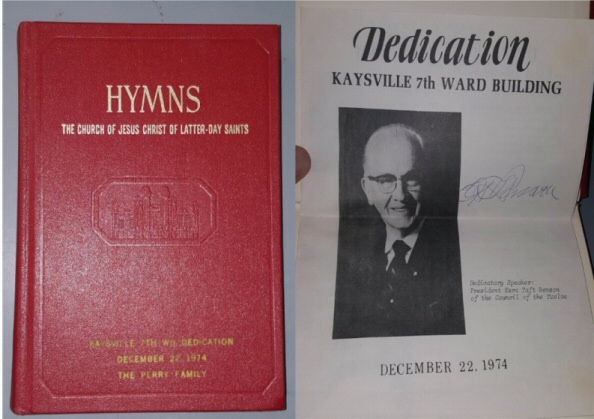 HYMNS
THE CHURCH OF JESUS CHRIST OF LATTER-DAY SAINTS
KAYSVILLE 7TH WD DEDICATION
DECEMBER 22, 1974
THE PERRY FAMILY
Dedication
KAYSVILLE 7th WARD BUILDING
Dedicatory Speaker:
President Ezra Taft Benson
of the Council of the Twelve
DECEMBER 22, 1974